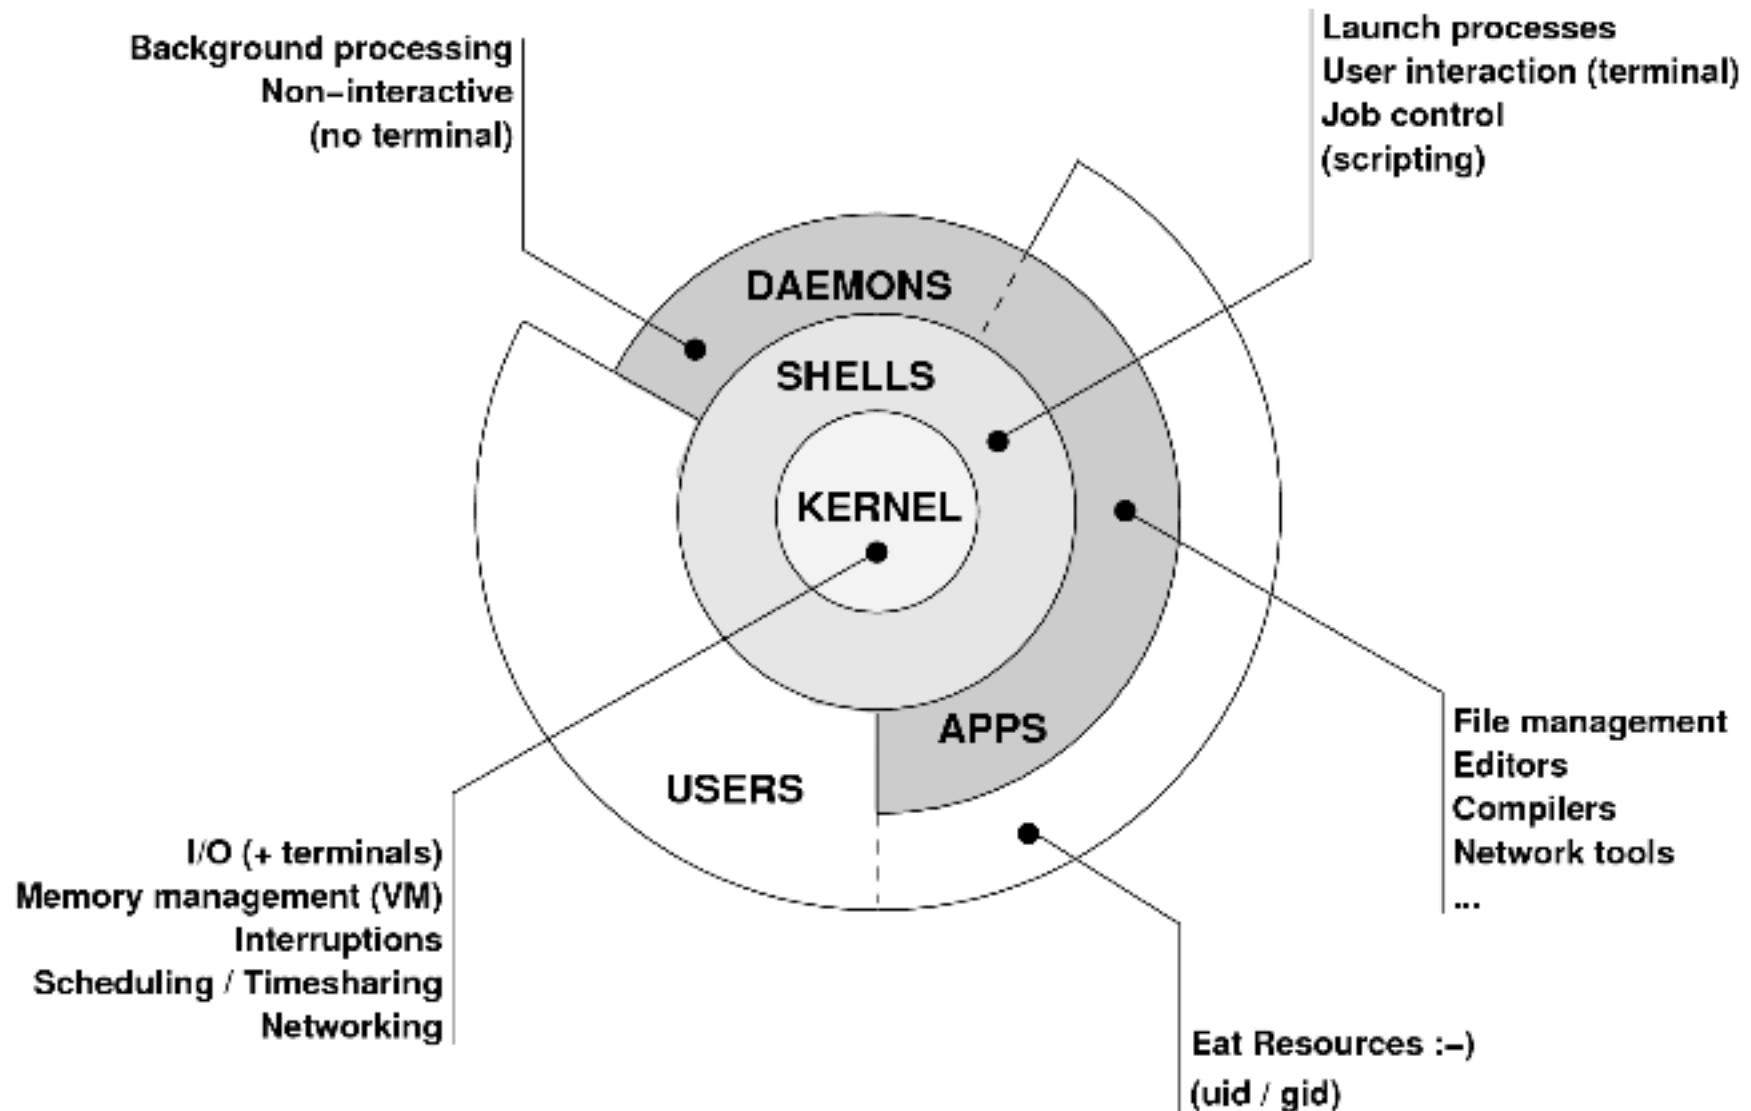 Background processing
Non-interactive
(no terminal)
Launch processes
User interaction (terminal)
Job control
(scripting)
DAEMONS
SHELLS
KERNEL
APPS
USERS
File management
Editors
Compilers
Network tools
...
I/O (+ terminals)
Memory management (VM)
Interruptions
Scheduling / Timesharing
Networking
Eat Resources :-)
(uid / gid)